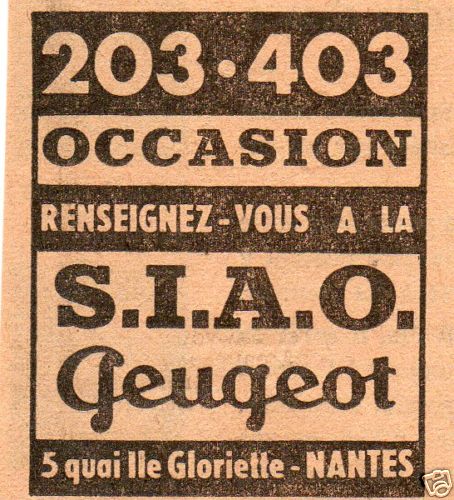 203·403
OCCASION
RENSEIGNEZ-VOUS A LA
S.I.A.O.
Peugeot
5 quai Ile Gloriette - NANTES